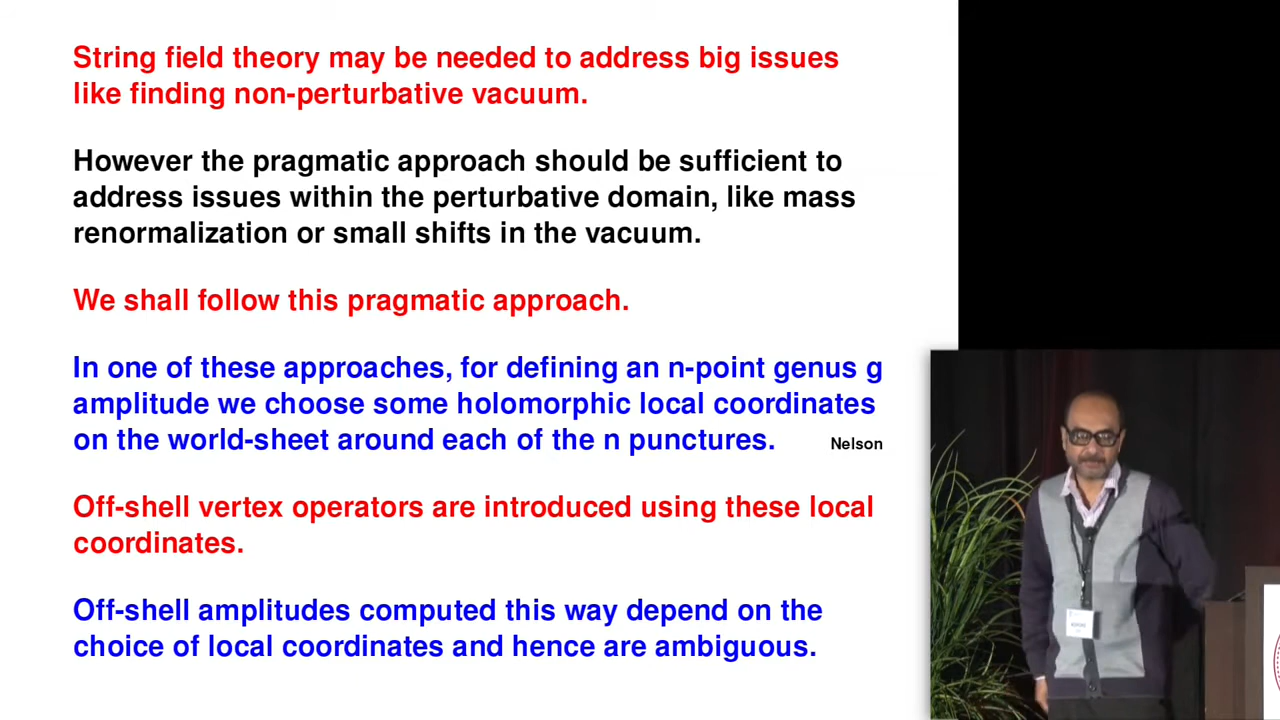 String field theory may be needed to address big issues
like finding non-perturbative vacuum.
However the pragmatic approach should be sufficient to
address issues within the perturbative domain, like mass
renormalization or small shifts in the vacuum.
We shall follow this pragmatic approach.
In one of these approaches, for defining an n-point genus g
amplitude we choose some holomorphic local coordinates
on the world-sheet around each of the n punctures.
Nelson
Off-shell vertex operators are introduced using these local
coordinates.
Off-shell amplitudes computed this way depend on the
choice of local coordinates and hence are ambiguous.